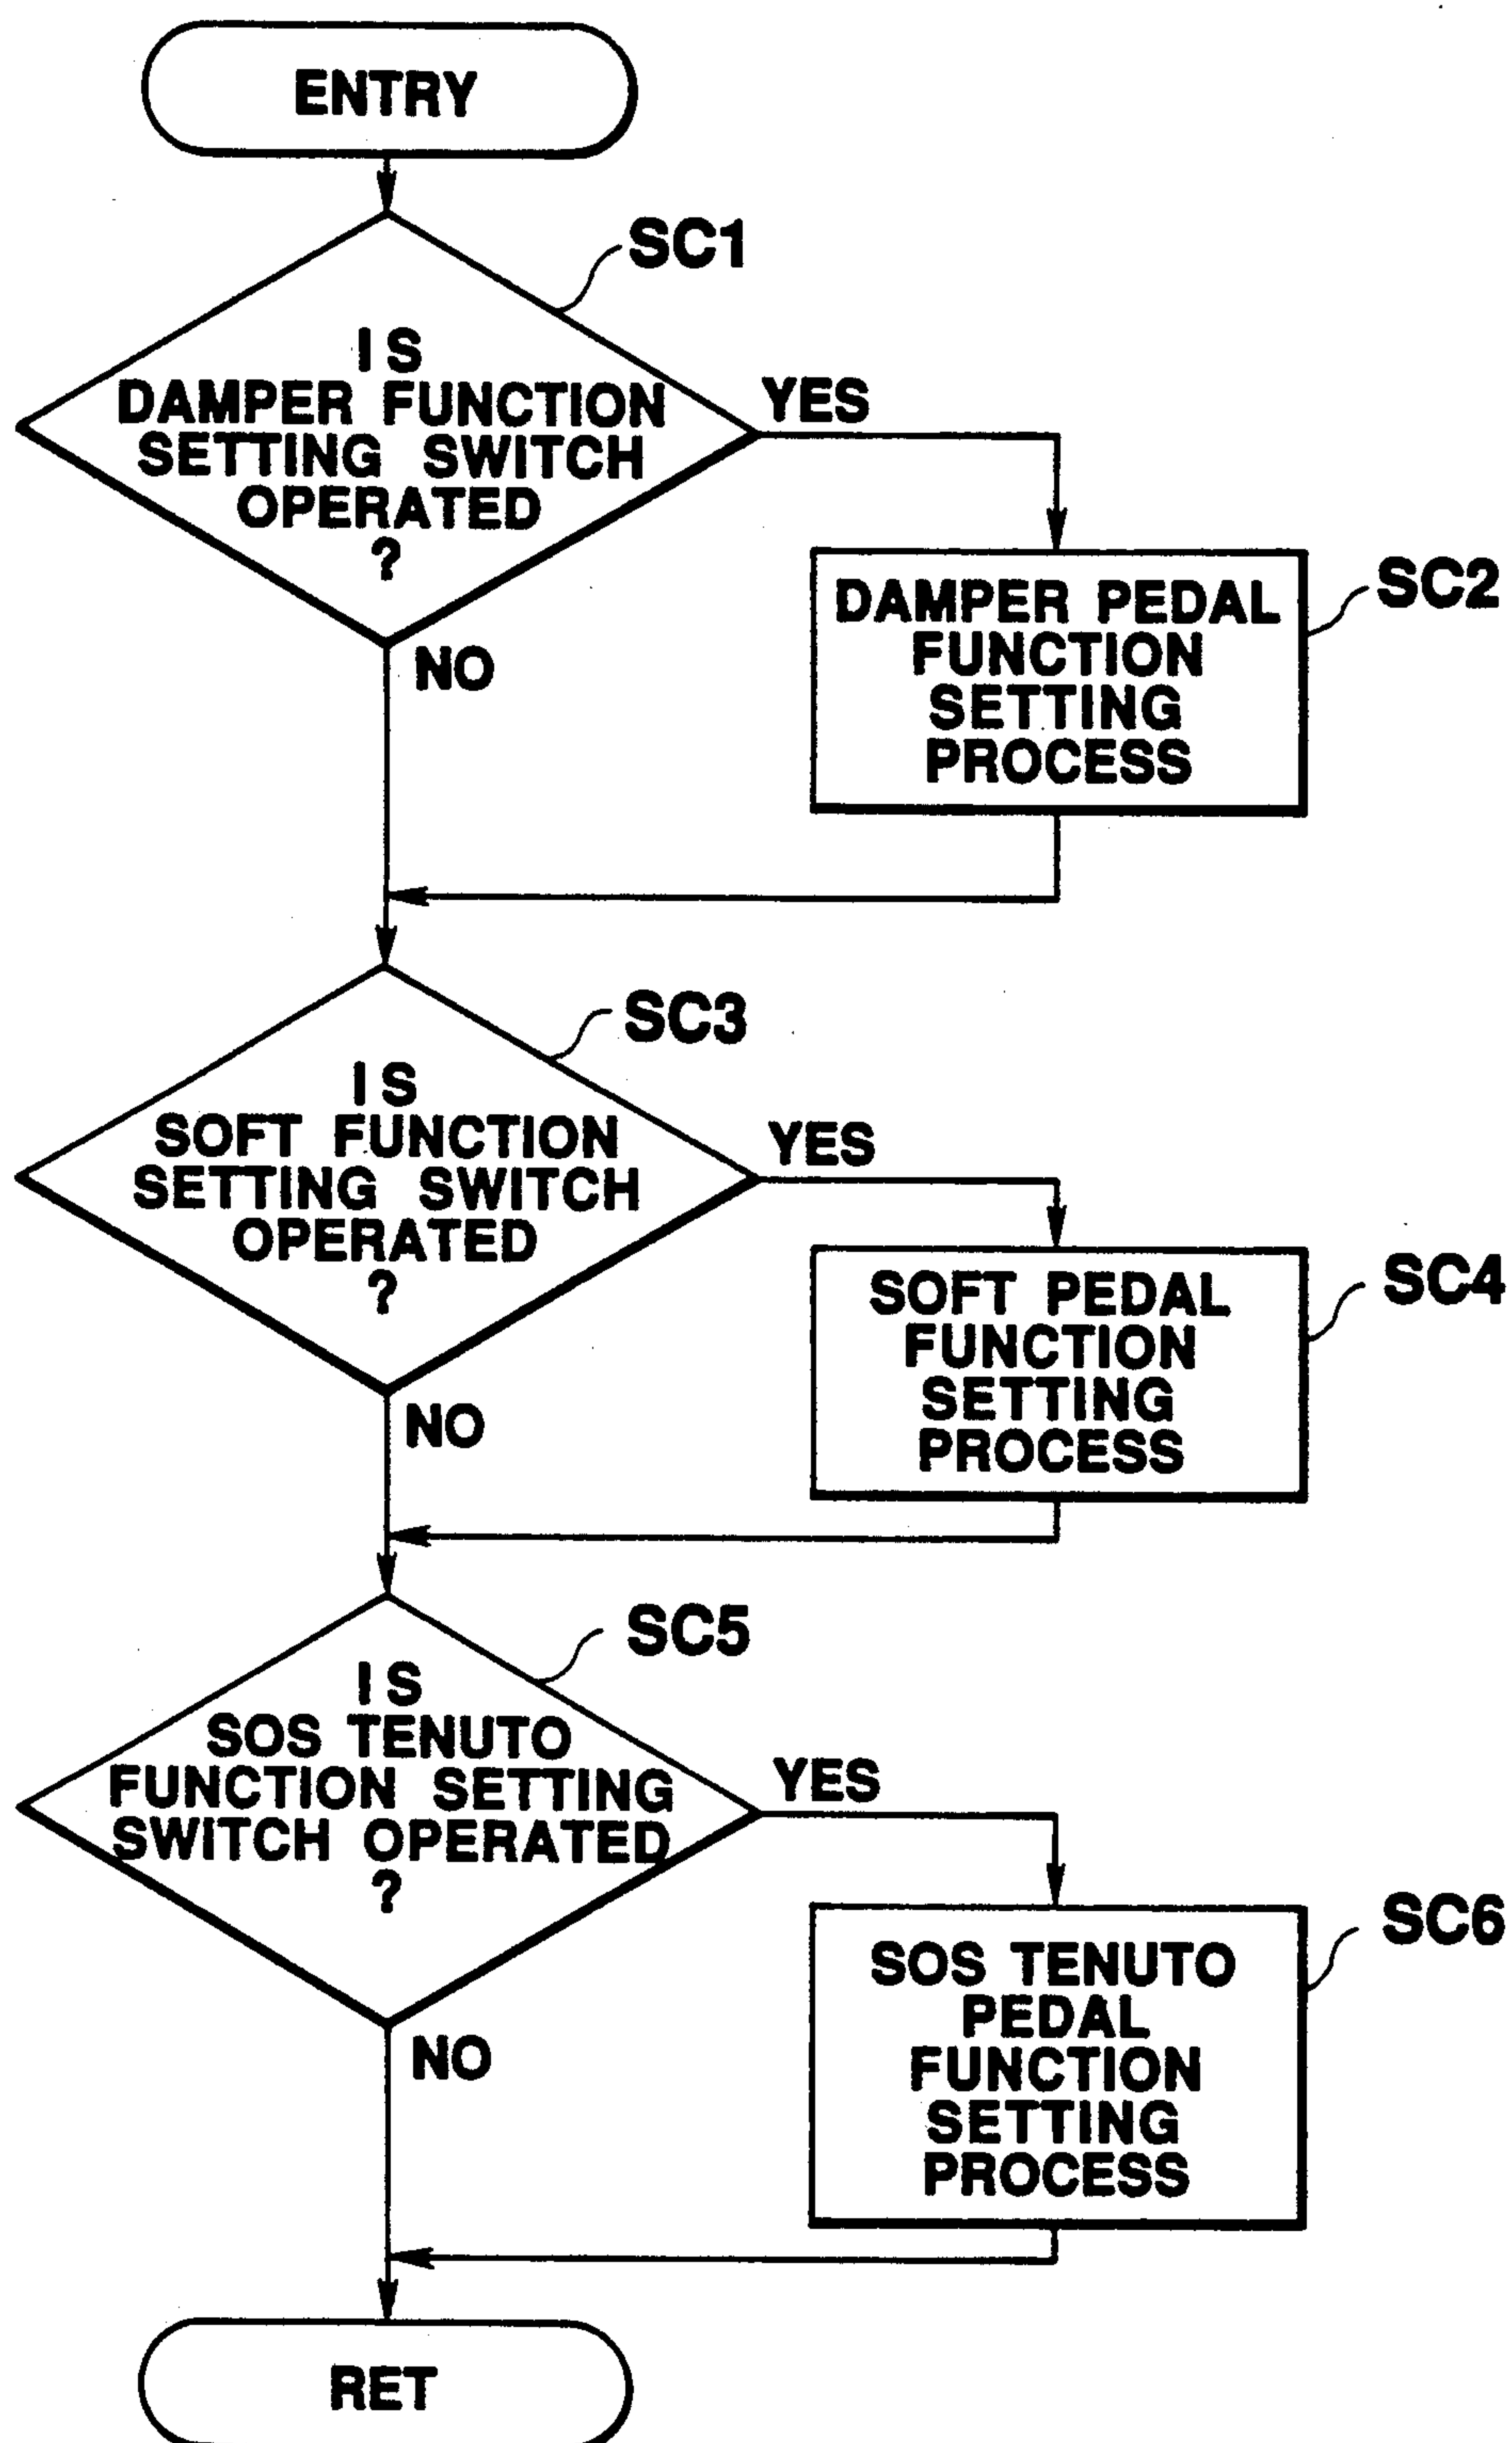 ENTRY
SC1
IS
DAMPER FUNCTION
SETTING SWITCH
OPERATED
?
YES
NO
SC2
DAMPER PEDAL
FUNCTION
SETTING
PROCESS
SC3
IS
SOFT FUNCTION
SETTING SWITCH
OPERATED
?
YES
NO
SC4
SOFT PEDAL
FUNCTION
SETTING
PROCESS
SC5
IS
SOS TENUTO
FUNCTION SETTING
SWITCH OPERATED
?
YES
NO
SC6
SOS TENUTO
PEDAL
FUNCTION
SETTING
PROCESS
RET